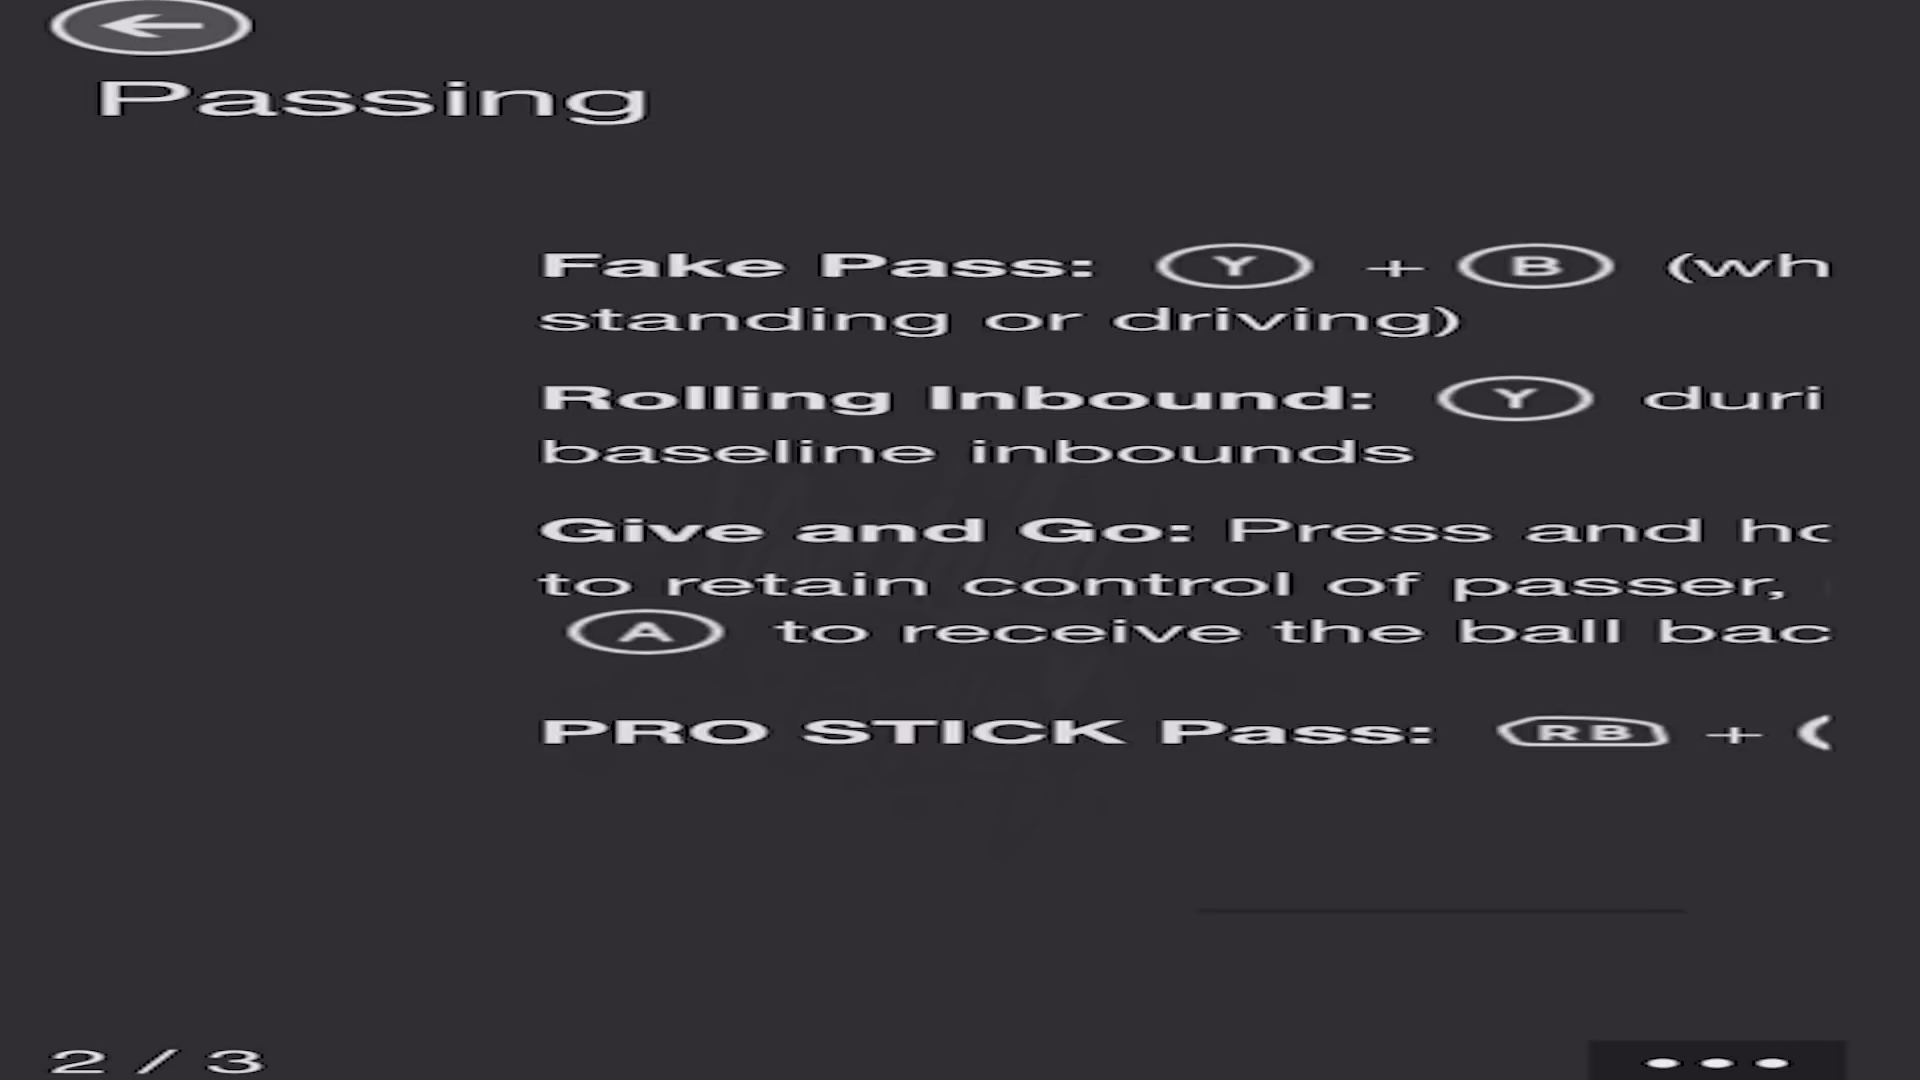 Passing
Fake Pass: Y + B (wh
standing or driving)
Rolling Inbound: Y duri
baseline inbounds
Give and Go: Press and ho
to retain control of passer,
A to receive the ball bac
PRO STICK Pass: RB + (
2 / 3